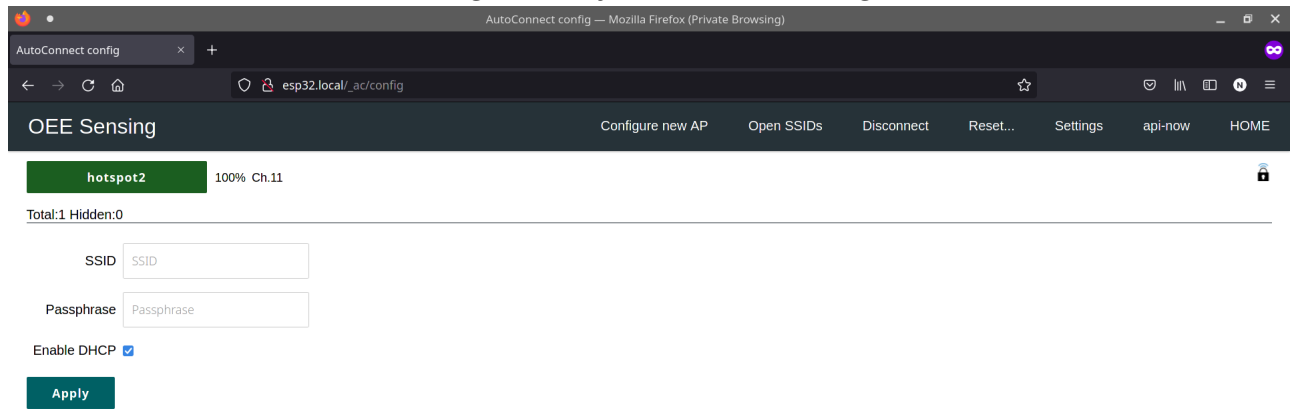 AutoConnect config — Mozilla Firefox (Private Browsing)
AutoConnect config
esp32.local/_ac/config
N
OEE Sensing Configure new AP Open SSIDs Disconnect Reset... Settings api-now HOME
hotspot2 100% Ch.11
Total:1 Hidden:0
SSID SSID
Passphrase Passphrase
Enable DHCP
Apply